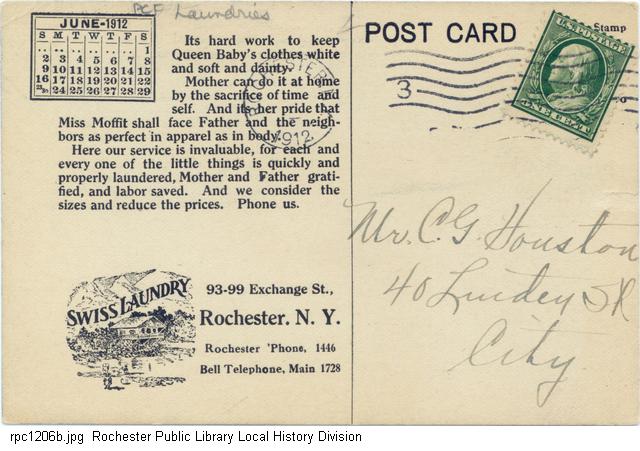 PCF Laundries
JUNE-1912
S M T W T F S
1
2 3 4 5 6 7 8
9 10 11 12 13 14 15
16 17 18 19 20 21 22
23/30 24 25 26 27 28 29
Its hard work to keep
Queen Baby's clothes white
and soft and dainty.
Mother can do it at home
by the sacrifice of time and
self. And its her pride that
Miss Moffit shall face Father and the neigh-
bors as perfect in apparel as in body.
Here our service is invaluable, for each and
every one of the little things is quickly and
properly laundered, Mother and Father grati-
fied, and labor saved. And we consider the
sizes and reduce the prices. Phone us.
SWISS LAUNDRY
93-99 Exchange St.,
Rochester. N. Y.
Rochester 'Phone, 1446
Bell Telephone, Main 1728
POST CARD
Stamp
U.S. POSTAGE
3
1912
Mr. C. G. Houston
40 Linden St
City.
rpc1206b.jpg Rochester Public Library Local History Division